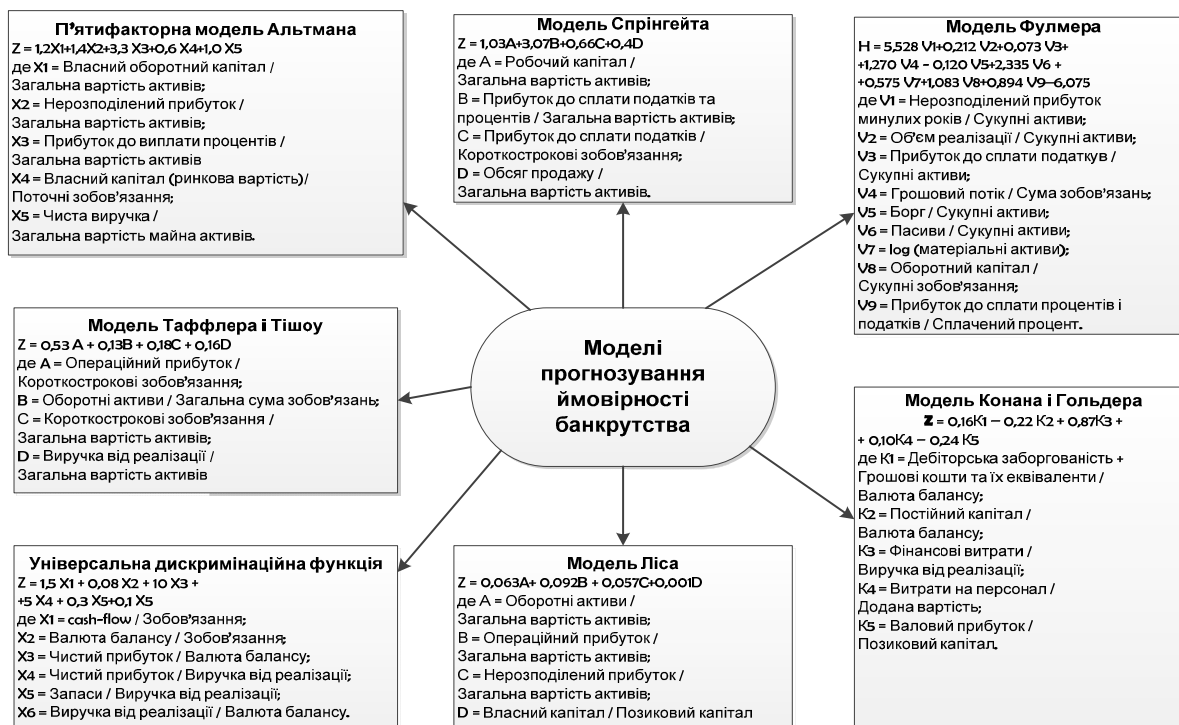 П'ятифакторна модель Альтмана
Z = 1,2X1+1,4X2+3,3 X3+0,6 X4+1,0 X5
де X1 = Власний оборотний капітал /
Загальна вартість активів;
X2 = Нерозподілений прибуток /
Загальна вартість активів;
X3 = Прибуток до виплати процентів /
Загальна вартість активів
X4 = Власний капітал (ринкова вартість)/
Поточні зобов'язання;
X5 = Чиста виручка /
Загальна вартість майна активів.
Модель Спрінгейта
Z = 1,03A+3,07B+0,66C+0,4D
де A = Робочий капітал /
Загальна вартість активів;
B = Прибуток до сплати податків та
процентів / Загальна вартість активів;
C = Прибуток до сплати податків /
Короткострокові зобов'язання;
D = Обсяг продажу /
Загальна вартість активів.
Модель Фулмера
H = 5,528 V1+0,212 V2+0,073 V3+
+1,270 V4 - 0,120 V5+2,335 V6 +
+0,575 V7+1,083 V8+0,894 V9–6,075
де V1 = Нерозподілений прибуток
минулих років / Сукупні активи;
V2 = Об'єм реалізації / Сукупні активи;
V3 = Прибуток до сплати податкув /
Сукупні активи;
V4 = Грошовий потік / Сума зобов'язань;
V5 = Борг / Сукупні активи;
V6 = Пасиви / Сукупні активи;
V7 = log (матеріальні активи);
V8 = Оборотний капітал /
Сукупні зобов'язання;
V9 = Прибуток до сплати процентів і
податків / Сплачений процент.
Модель Таффлера і Тішоу
Z = 0,53 A + 0,13B + 0,18C + 0,16D
де A = Операційний прибуток /
Короткострокові зобов'язання;
B = Оборотні активи / Загальна сума зобов'язань;
C = Короткострокові зобов'язання /
Загальна вартість активів;
D = Виручка від реалізації /
Загальна вартість активів
Моделі
прогнозування
ймовірності
банкрутства
Модель Конана і Гольдера
Z = 0,16K1 – 0,22 K2 + 0,87K3 +
+ 0,10K4 – 0,24 K5
де K1 = Дебіторська заборгованість +
Грошові кошти та їх еквіваленти /
Валюта балансу;
K2 = Постійний капітал /
Валюта балансу;
K3 = Фінансові витрати /
Виручка від реалізації;
K4 = Витрати на персонал /
Додана вартість;
K5 = Валовий прибуток /
Позиковий капітал.
Універсальна дискримінаційна функція
Z = 1,5 X1 + 0,08 X2 + 10 X3 +
+5 X4 + 0,3 X5+0,1 X5
де X1 = cash-flow / Зобов'язання;
X2 = Валюта балансу / Зобов'язання;
X3 = Чистий прибуток / Валюта балансу;
X4 = Чистий прибуток / Виручка від реалізації;
X5 = Запаси / Виручка від реалізації;
X6 = Виручка від реалізації / Валюта балансу.
Модель Ліса
Z = 0,063A+ 0,092B + 0,057C+0,001D
де A = Оборотні активи /
Загальна вартість активів;
B = Операційний прибуток /
Загальна вартість активів;
C = Нерозподілений прибуток /
Загальна вартість активів;
D = Власний капітал / Позиковий капітал